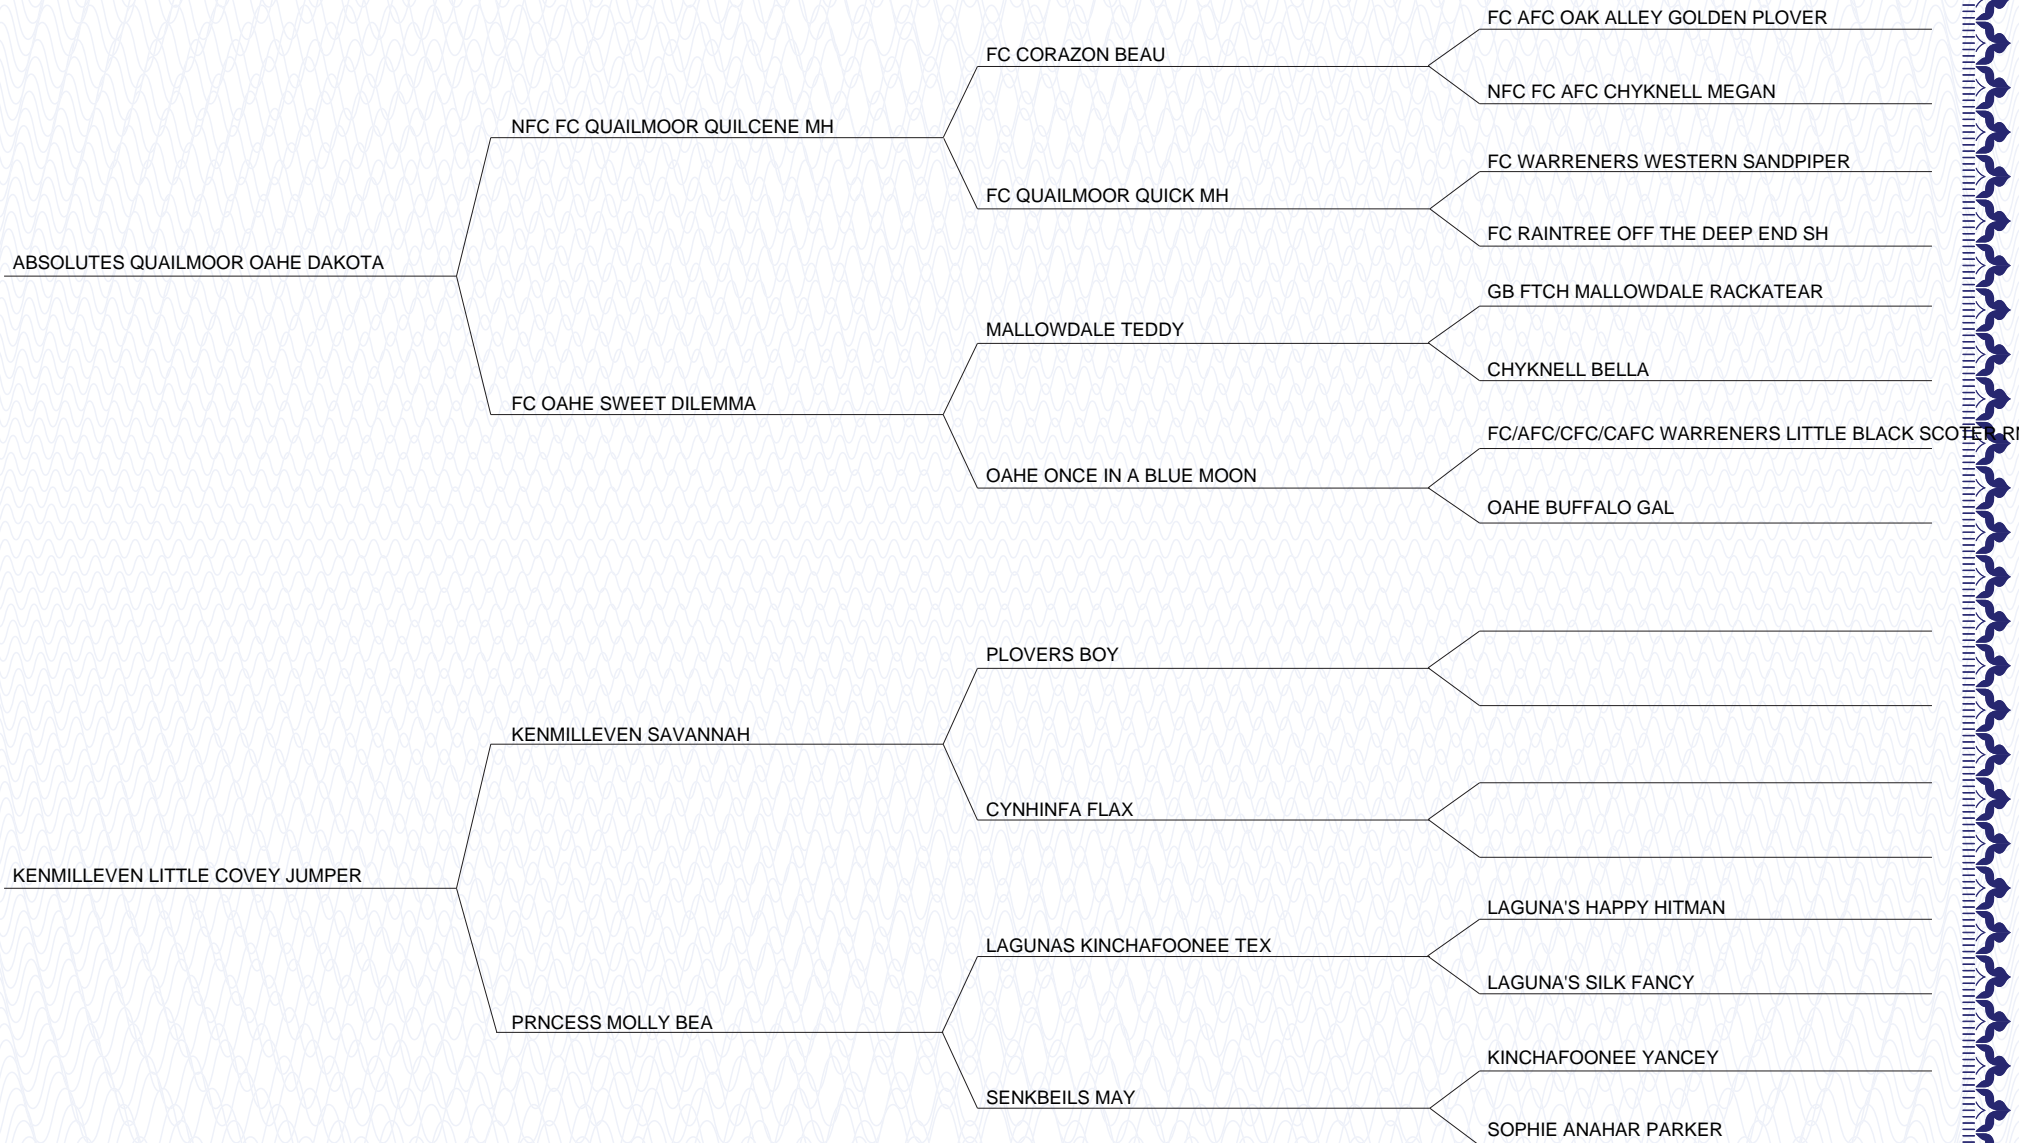 FC AFC OAK ALLEY GOLDEN PLOVER
FC CORAZON BEAU
NFC FC AFC CHYKNELL MEGAN
NFC FC QUAILMOOR QUILCENE MH
FC WARRENERS WESTERN SANDPIPER
FC QUAILMOOR QUICK MH
FC RAINTREE OFF THE DEEP END SH
ABSOLUTES QUAILMOOR OAHE DAKOTA
GB FTCH MALLOWDALE RACKATEAR
MALLOWDALE TEDDY
CHYKNELL BELLA
FC OAHE SWEET DILEMMA
FC/AFC/CFC/CAFC WARRENERS LITTLE BLACK SCOTER
OAHE ONCE IN A BLUE MOON
OAHE BUFFALO GAL
PLOVERS BOY
KENMILLEVEN SAVANNAH
CYNHINFA FLAX
KENMILLEVEN LITTLE COVEY JUMPER
LAGUNA'S HAPPY HITMAN
LAGUNAS KINCHAFOONEE TEX
LAGUNA'S SILK FANCY
PRNCESS MOLLY BEA
KINCHAFOONEE YANCEY
SENKBEILS MAY
SOPHIE ANAHAR PARKER